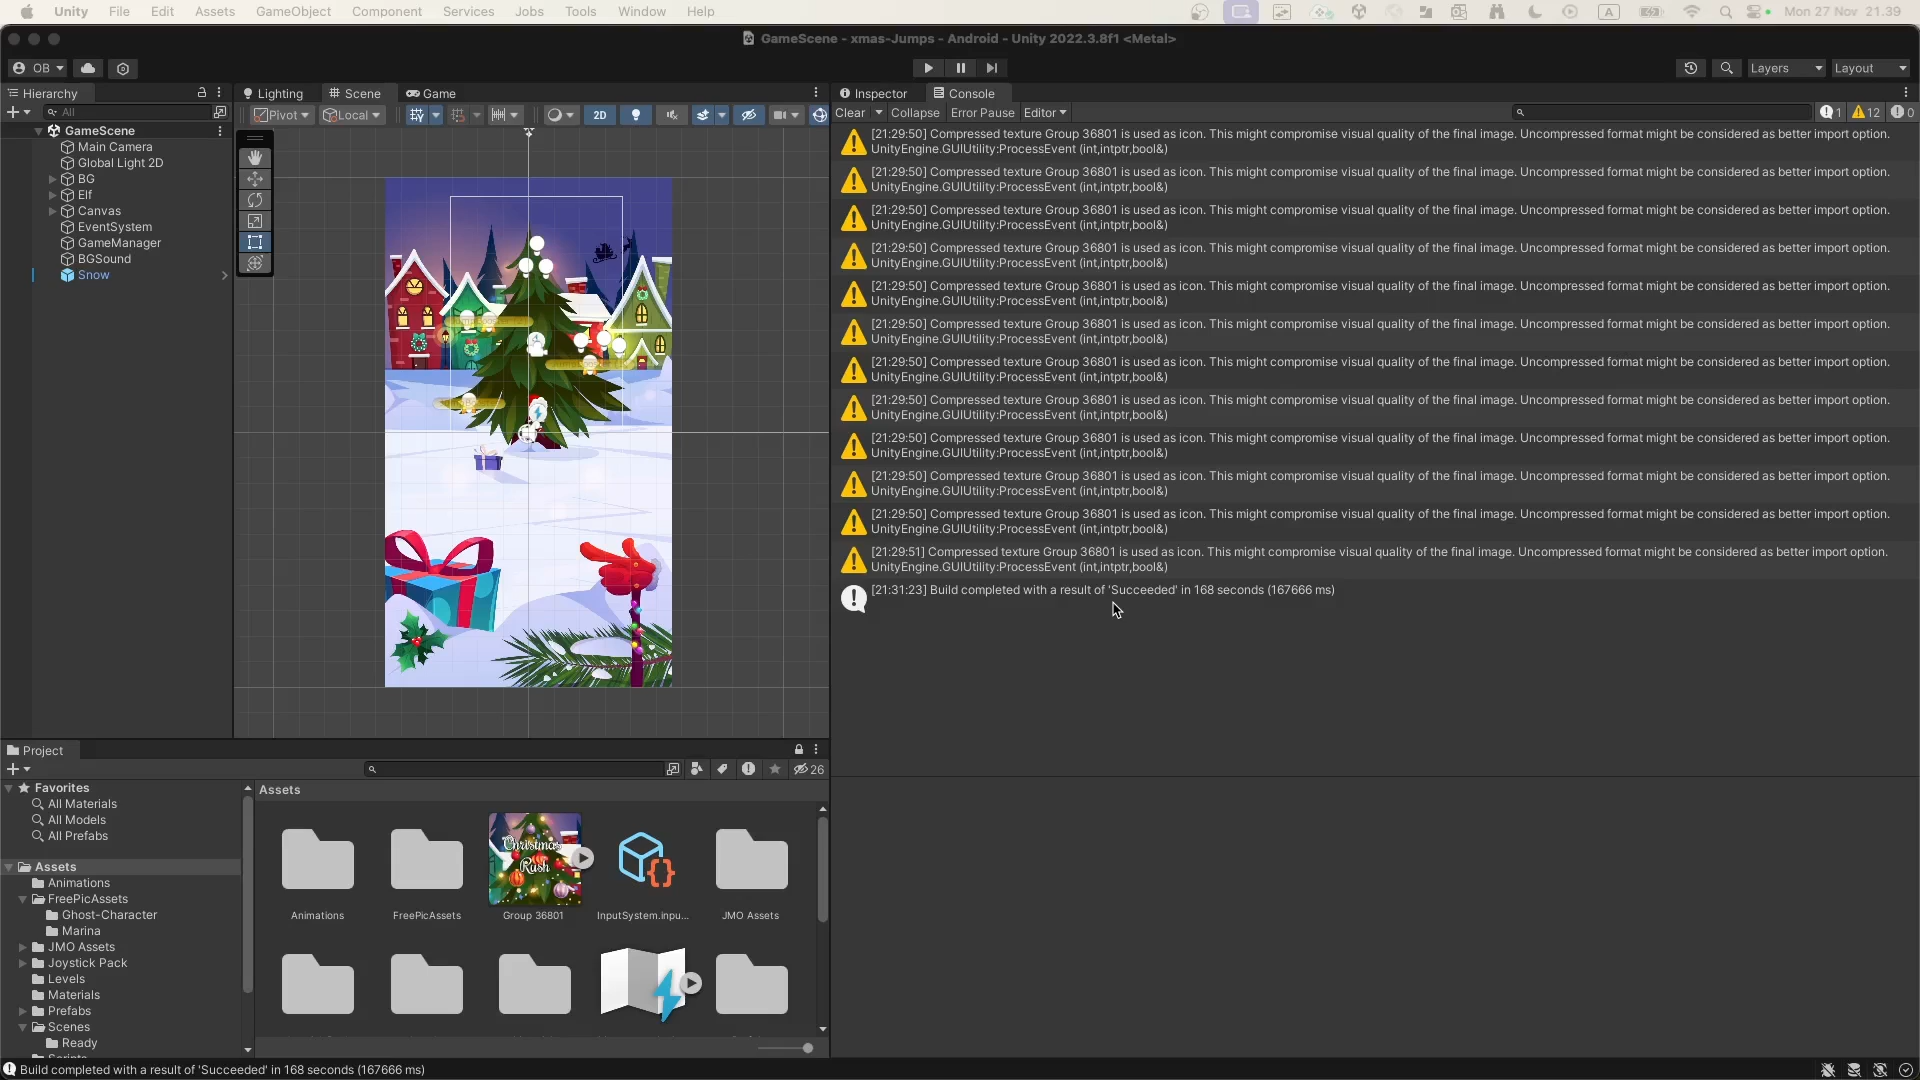 Unity File Edit Assets GameObject Component Services Jobs Tools Window Help
A
Mon 27 Nov 21.39
GameScene - xmas-Jumps - Android - Unity 2022.3.8f1 <Metal>
OB
Layers
Layout
Hierarchy
All
GameScene
Main Camera
Global Light 2D
BG
Elf
Canvas
EventSystem
GameManager
BGSound
Snow
Lighting
Scene
Game
Pivot
Local
2D
Inspector
Console
Clear
Collapse
Error Pause
Editor
1
12
0
[21:29:50] Compressed texture Group 36801 is used as icon. This might compromise visual quality of the final image. Uncompressed format might be considered as better import option.
UnityEngine.GUIUtility:ProcessEvent (int,intptr,bool&)
[21:29:50] Compressed texture Group 36801 is used as icon. This might compromise visual quality of the final image. Uncompressed format might be considered as better import option.
UnityEngine.GUIUtility:ProcessEvent (int,intptr,bool&)
[21:29:50] Compressed texture Group 36801 is used as icon. This might compromise visual quality of the final image. Uncompressed format might be considered as better import option.
UnityEngine.GUIUtility:ProcessEvent (int,intptr,bool&)
[21:29:50] Compressed texture Group 36801 is used as icon. This might compromise visual quality of the final image. Uncompressed format might be considered as better import option.
UnityEngine.GUIUtility:ProcessEvent (int,intptr,bool&)
[21:29:50] Compressed texture Group 36801 is used as icon. This might compromise visual quality of the final image. Uncompressed format might be considered as better import option.
UnityEngine.GUIUtility:ProcessEvent (int,intptr,bool&)
[21:29:50] Compressed texture Group 36801 is used as icon. This might compromise visual quality of the final image. Uncompressed format might be considered as better import option.
UnityEngine.GUIUtility:ProcessEvent (int,intptr,bool&)
[21:29:50] Compressed texture Group 36801 is used as icon. This might compromise visual quality of the final image. Uncompressed format might be considered as better import option.
UnityEngine.GUIUtility:ProcessEvent (int,intptr,bool&)
[21:29:50] Compressed texture Group 36801 is used as icon. This might compromise visual quality of the final image. Uncompressed format might be considered as better import option.
UnityEngine.GUIUtility:ProcessEvent (int,intptr,bool&)
[21:29:50] Compressed texture Group 36801 is used as icon. This might compromise visual quality of the final image. Uncompressed format might be considered as better import option.
UnityEngine.GUIUtility:ProcessEvent (int,intptr,bool&)
[21:29:50] Compressed texture Group 36801 is used as icon. This might compromise visual quality of the final image. Uncompressed format might be considered as better import option.
UnityEngine.GUIUtility:ProcessEvent (int,intptr,bool&)
[21:29:50] Compressed texture Group 36801 is used as icon. This might compromise visual quality of the final image. Uncompressed format might be considered as better import option.
UnityEngine.GUIUtility:ProcessEvent (int,intptr,bool&)
[21:29:51] Compressed texture Group 36801 is used as icon. This might compromise visual quality of the final image. Uncompressed format might be considered as better import option.
UnityEngine.GUIUtility:ProcessEvent (int,intptr,bool&)
[21:31:23] Build completed with a result of 'Succeeded' in 168 seconds (167666 ms)
Project
26
Favorites
All Materials
All Models
All Prefabs
Assets
Animations
FreePicAssets
Ghost-Character
Marina
JMO Assets
Joystick Pack
Levels
Materials
Prefabs
Scenes
Ready
Scripts
Assets
Christmas
Rush
Animations
FreePicAssets
Group 36801
InputSystem.inpu...
JMO Assets
Build completed with a result of 'Succeeded' in 168 seconds (167666 ms)